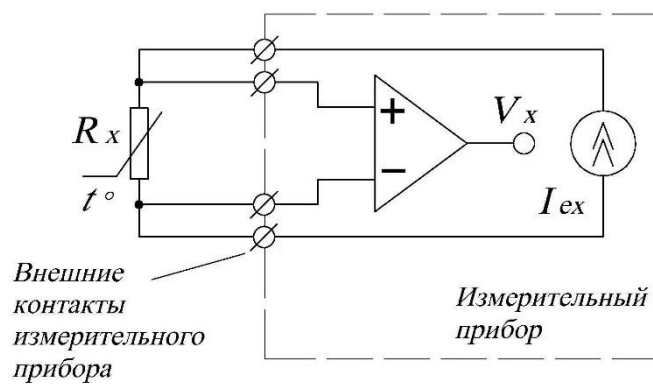 +
V x
R x
−
t°
I ex
Внешние
контакты
измерительного
прибора
Измерительный
прибор